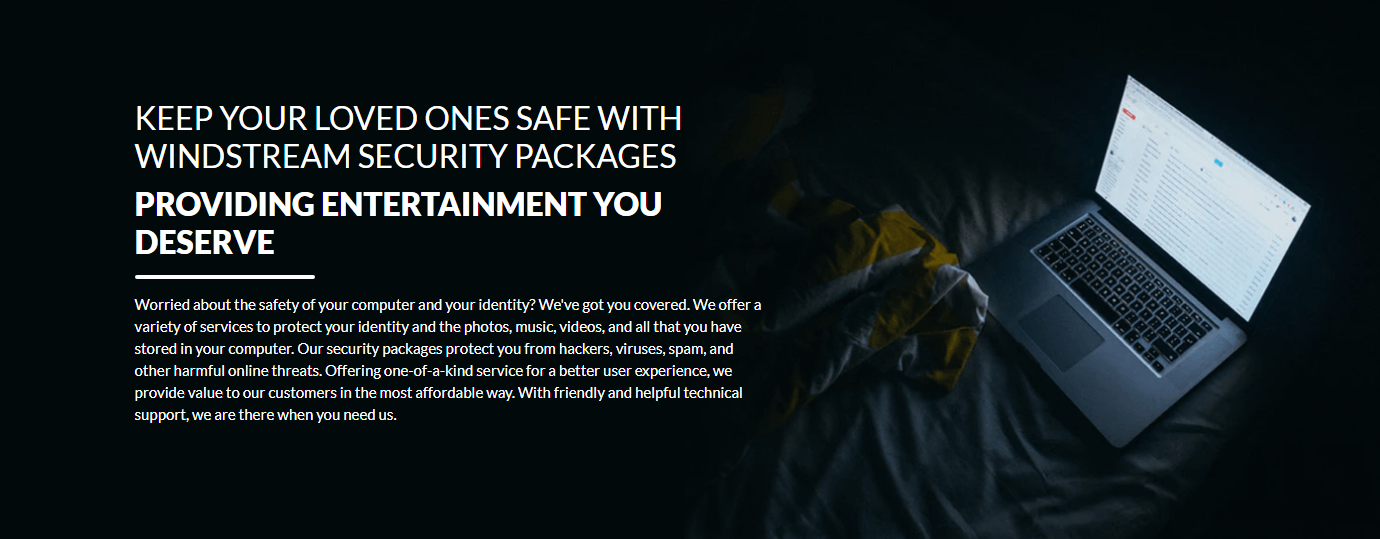 KEEP YOUR LOVED ONES SAFE WITH
WINDSTREAM SECURITY PACKAGES
PROVIDING ENTERTAINMENT YOU
DESERVE
Worried about the safety of your computer and your identity? We've got you covered. We offer a
variety of services to protect your identity and the photos, music, videos, and all that you have
stored in your computer. Our security packages protect you from hackers, viruses, spam, and
other harmful online threats. Offering one-of-a-kind service for a better user experience, we
provide value to our customers in the most affordable way. With friendly and helpful technical
support, we are there when you need us.